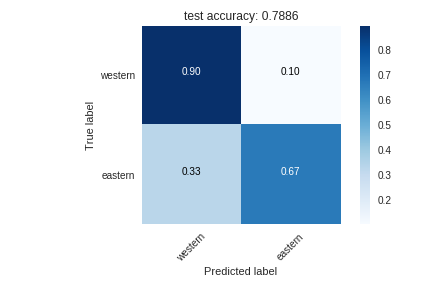 test accuracy: 0.7886
True label
western
0.90
0.10
eastern
0.33
0.67
western
eastern
Predicted label
0.8
0.7
0.6
0.5
0.4
0.3
0.2